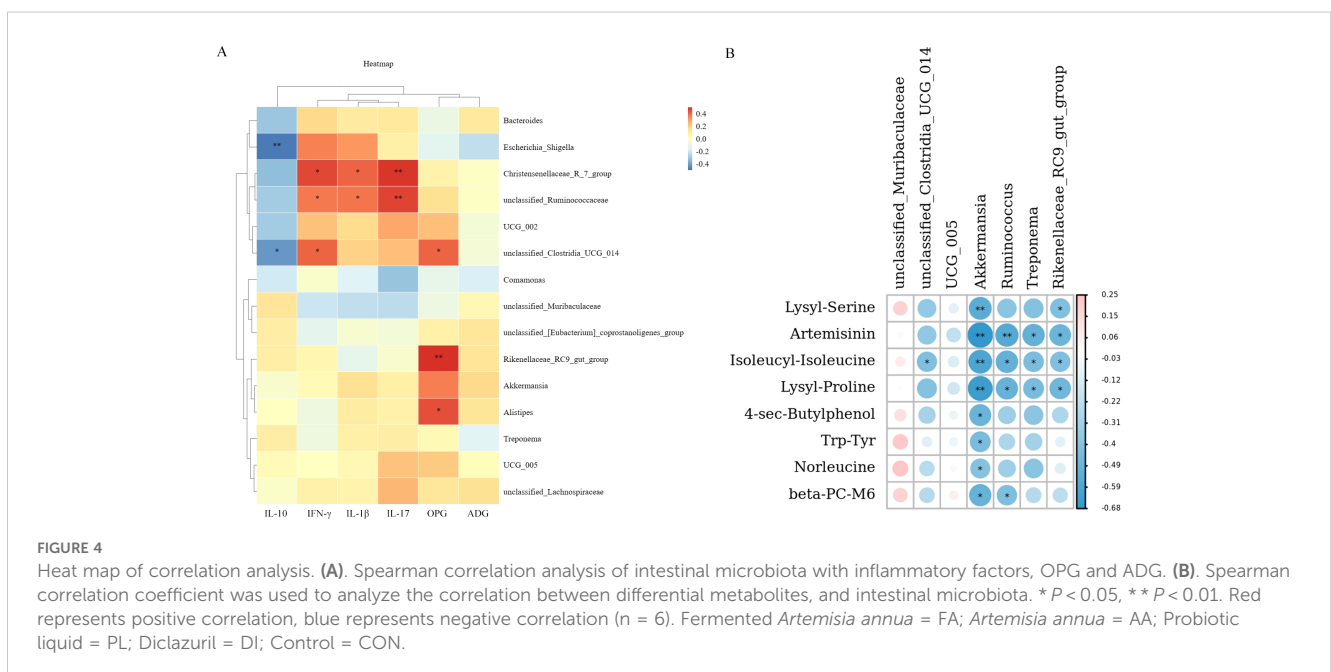 A
Heatmap
0.4
0.2
0.0
-0.2
-0.4
Bacteroides
** Escherichia_Shigella
* * ** Christensenellaceae_R_7_group
* * ** unclassified_Ruminococcaceae
UCG_002
* * * unclassified_Clostridia_UCG_014
Comamonas
unclassified_Muribaculaceae
unclassified_[Eubacterium]_coprostanoligenes_group
** Rikenellaceae_RC9_gut_group
Akkermansia
* Alistipes
Treponema
UCG_005
unclassified_Lachnospiraceae
IL-10 IFN-γ IL-1β IL-17 OPG ADG
B
unclassified_Muribaculaceae
unclassified_Clostridia_UCG_014
UCG_005
Akkermansia
Ruminococcus
Treponema
Rikenellaceae_RC9_gut_group
Lysyl-Serine ** *
Artemisinin ** ** * *
Isoleucyl-Isoleucine * ** * * *
Lysyl-Proline ** * * *
4-sec-Butylphenol *
Trp-Tyr *
Norleucine *
beta-PC-M6 * *
0.25
0.15
0.06
-0.03
-0.12
-0.22
-0.31
-0.4
-0.49
-0.59
-0.68
FIGURE 4
Heat map of correlation analysis. (A). Spearman correlation analysis of intestinal microbiota with inflammatory factors, OPG and ADG. (B). Spearman
correlation coefficient was used to analyze the correlation between differential metabolites, and intestinal microbiota. * P < 0.05, ** P < 0.01. Red
represents positive correlation, blue represents negative correlation (n = 6). Fermented Artemisia annua = FA; Artemisia annua = AA; Probiotic
liquid = PL; Diclazuril = DI; Control = CON.